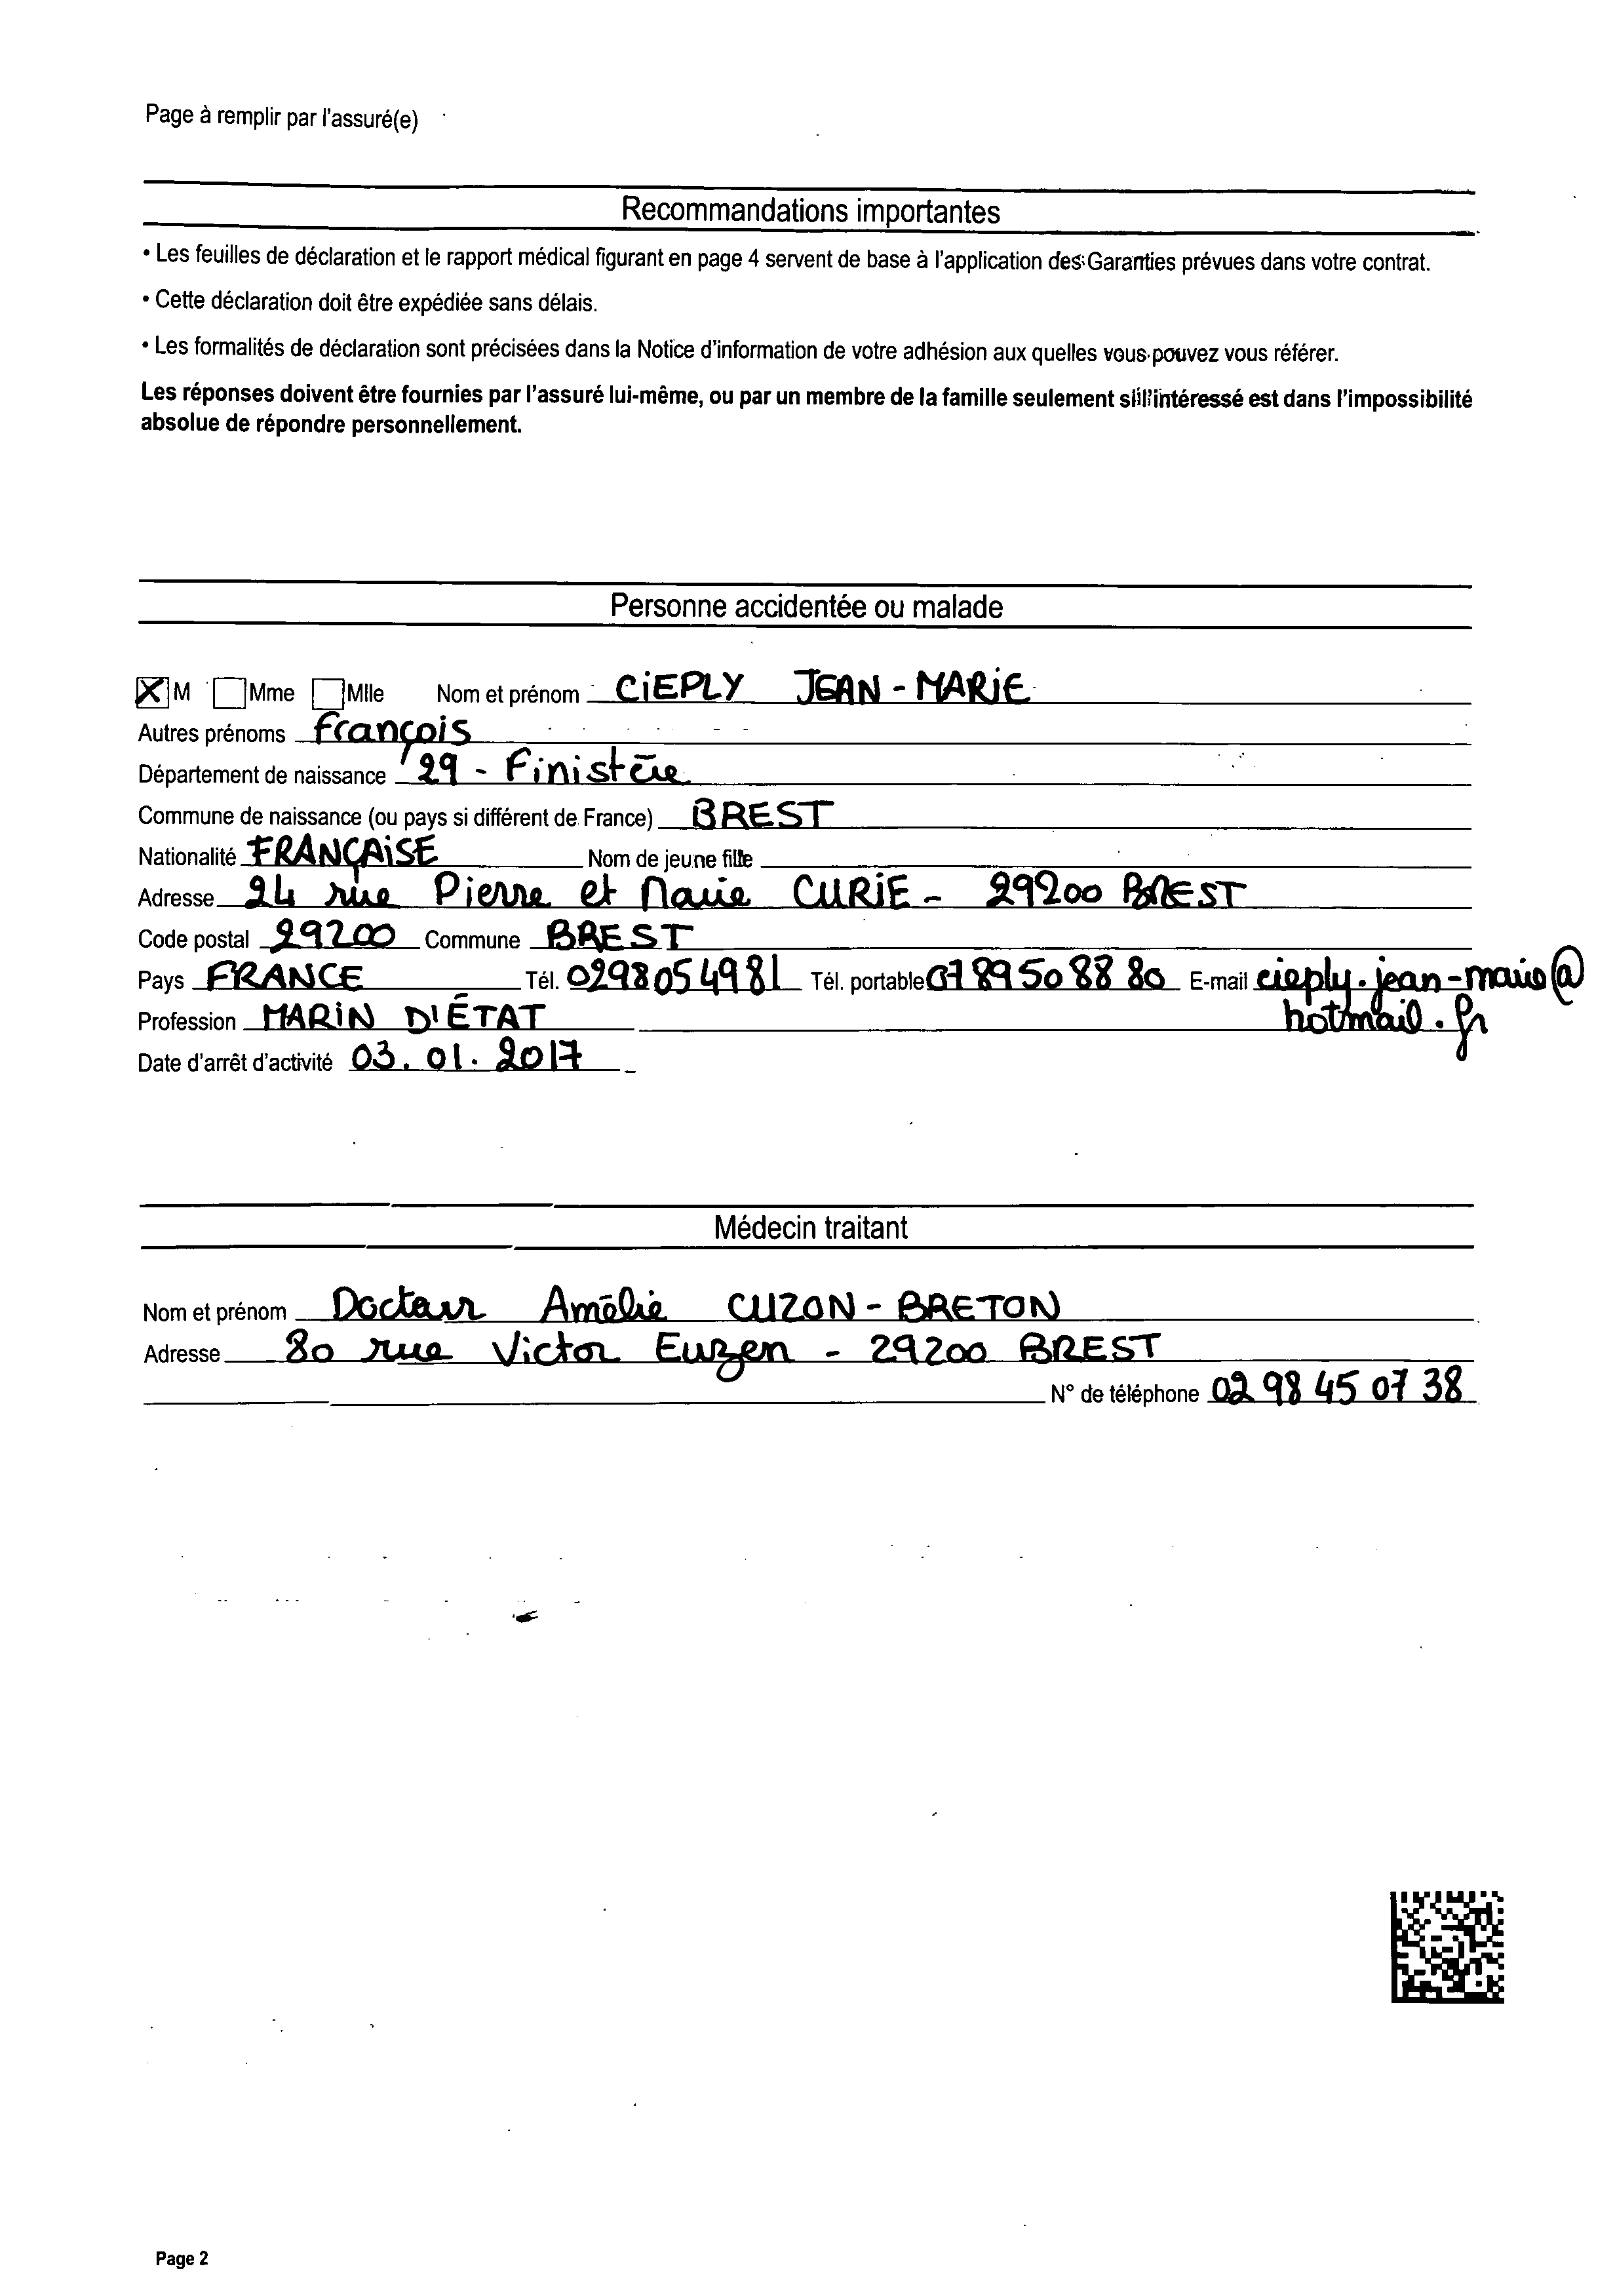 Page à remplir par l'assuré(e)
Recommandations importantes
• Les feuilles de déclaration et le rapport médical figurant en page 4 servent de base à l'application des Garanties prévues dans votre contrat.
• Cette déclaration doit être expédiée sans délais.
• Les formalités de déclaration sont précisées dans la Notice d'information de votre adhésion aux quelles vous pouvez vous référer.
Les réponses doivent être fournies par l'assuré lui-même, ou par un membre de la famille seulement si l'intéressé est dans l'impossibilité
absolue de répondre personnellement.
Personne accidentée ou malade
M Mme Mlle Nom et prénom CIEPLY JEAN-MARIE
Autres prénoms François
Département de naissance 29 - Finistère
Commune de naissance (ou pays si différent de France) BREST
Nationalité FRANÇAISE Nom de jeune fille
Adresse 24 rue Pierre et Marie CURIE - 29200 BREST
Code postal 29200 Commune BREST
Pays FRANCE Tél. 0298054981 Tél. portable 0789508880 E-mail cieply.jean-marie@
hotmail.fr
Profession MARIN D'ÉTAT
Date d'arrêt d'activité 03.01.2017
Médecin traitant
Nom et prénom Docteur Amélie CUZON-BRETON
Adresse 80 rue Victor Euzen - 29200 BREST
N° de téléphone 02 98 45 07 38
Page 2